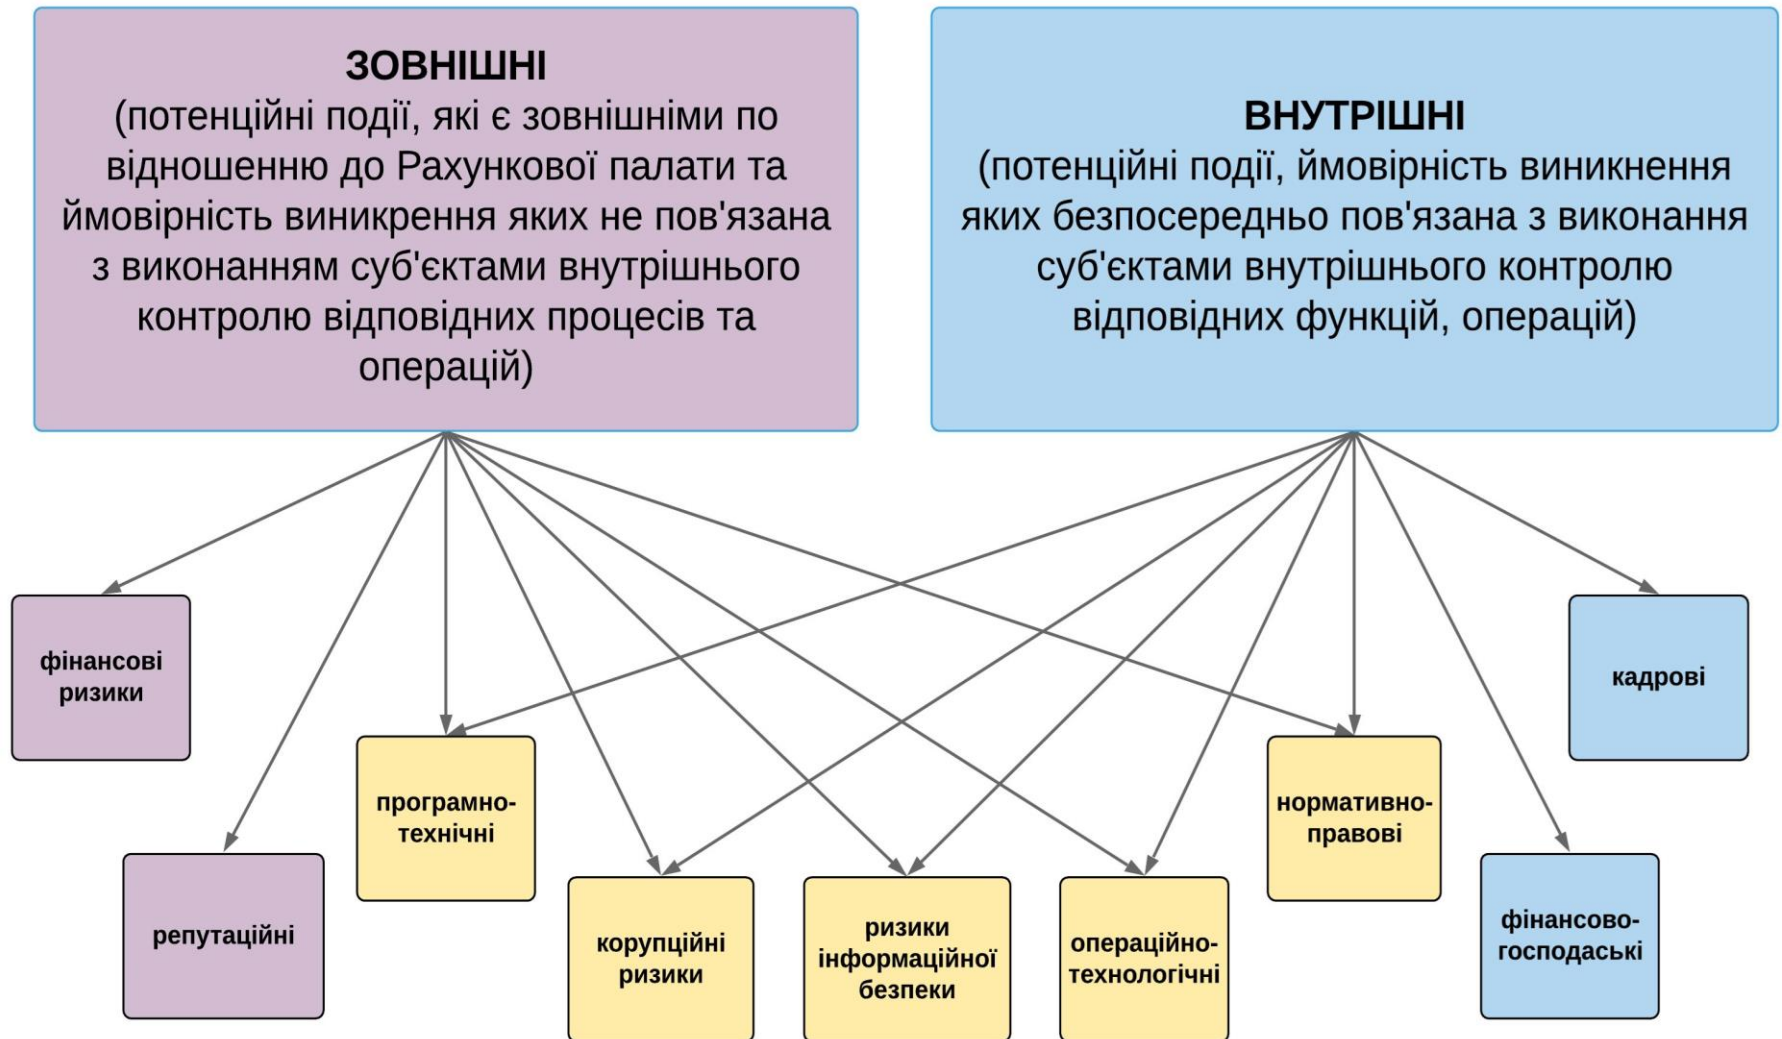 ЗОВНІШНІ
(потенційні події, які є зовнішніми по
відношенню до Рахункової палати та
ймовірність виникрення яких не пов'язана
з виконанням суб'єктами внутрішнього
контролю відповідних процесів та
операцій)
ВНУТРІШНІ
(потенційні події, ймовірність виникнення
яких безпосередньо пов'язана з виконання
суб'єктами внутрішнього контролю
відповідних функцій, операцій)
фінансові
ризики
репутаційні
програмно-
технічні
корупційні
ризики
ризики
інформаційної
безпеки
операційно-
технологічні
нормативно-
правові
фінансово-
господаські
кадрові